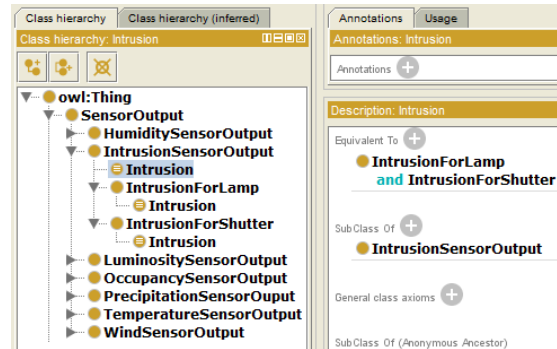 Class hierarchy
Class hierarchy (inferred)
Class hierarchy: Intrusion
owl:Thing
SensorOutput
HumiditySensorOutput
IntrusionSensorOutput
Intrusion
IntrusionForLamp
Intrusion
IntrusionForShutter
Intrusion
LuminositySensorOutput
OccupancySensorOutput
PrecipitationSensorOuput
TemperatureSensorOutput
WindSensorOutput
Annotations
Usage
Annotations: Intrusion
Annotations
Description: Intrusion
Equivalent To
IntrusionForLamp
and IntrusionForShutter
SubClass Of
IntrusionSensorOutput
General class axioms
SubClass Of (Anonymous Ancestor)